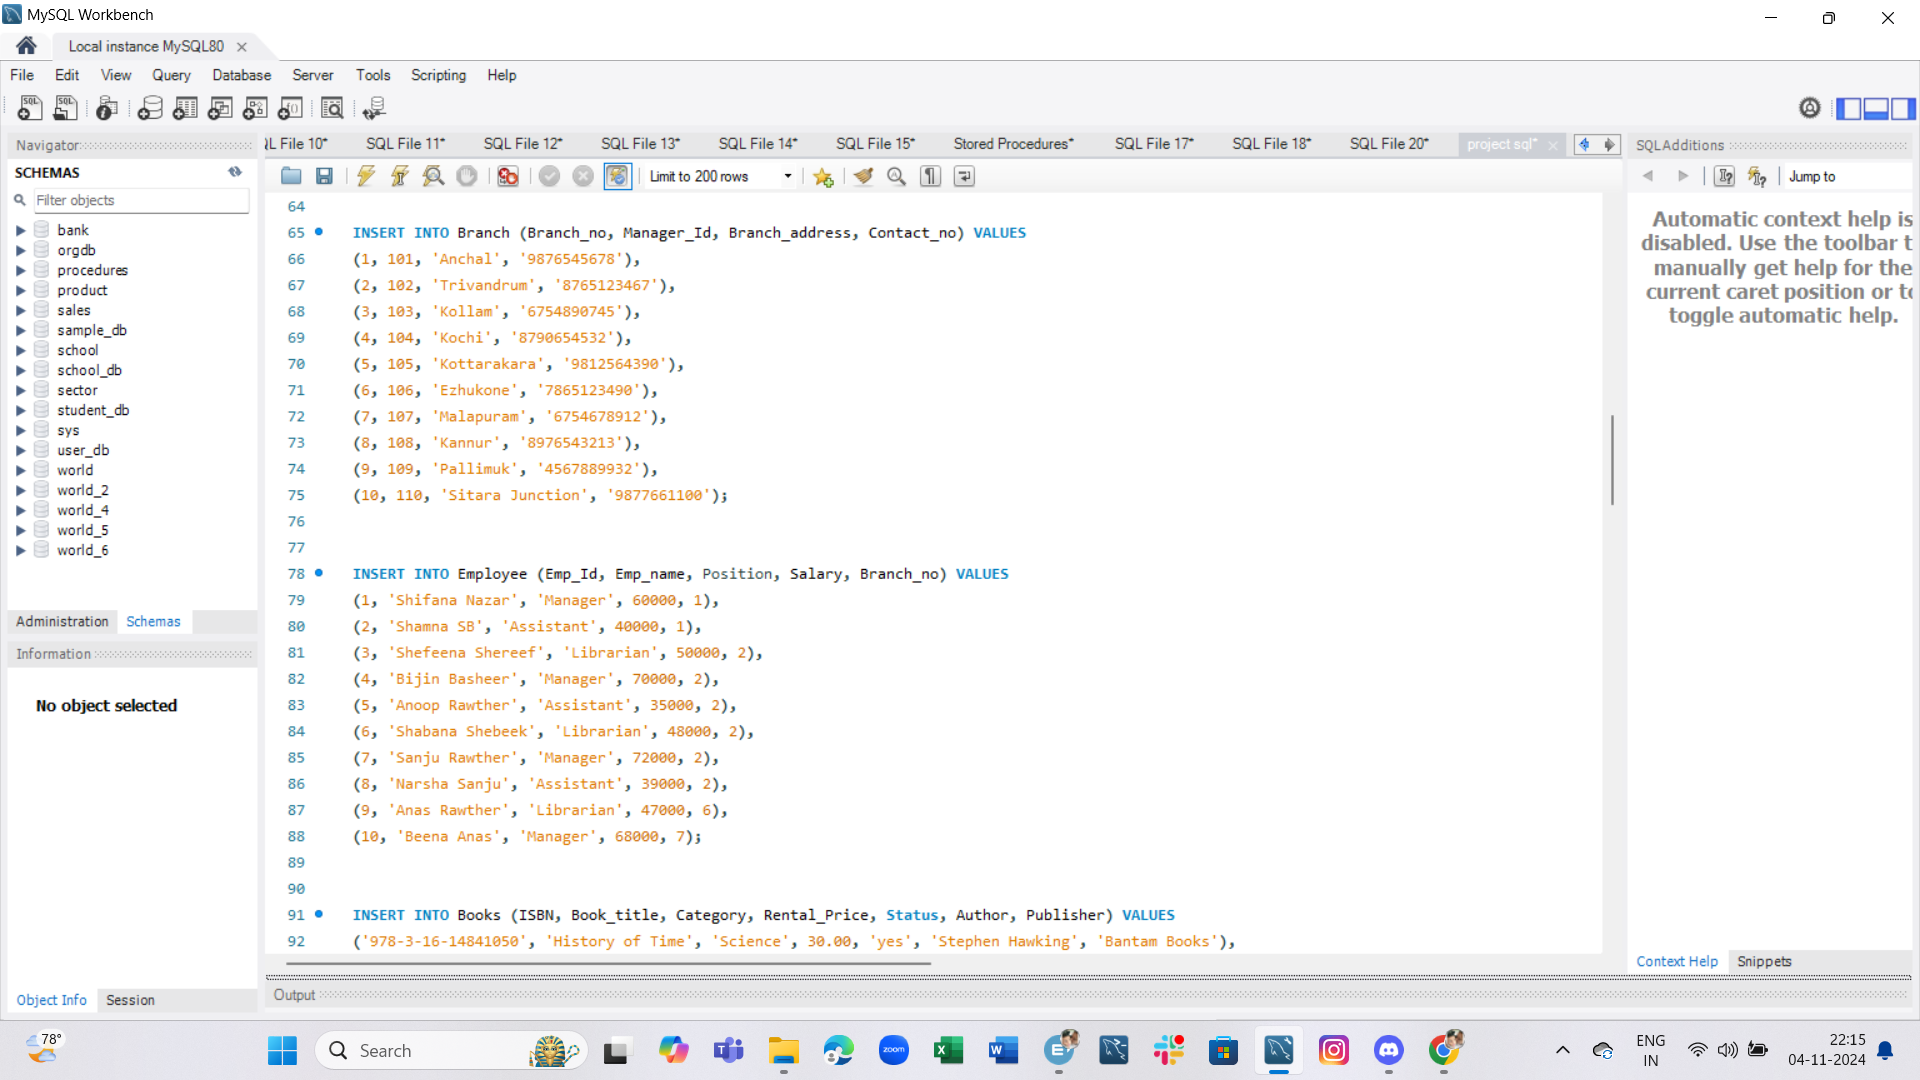 MySQL Workbench
Local instance MySQL80
File Edit View Query Database Server Tools Scripting Help
Navigator
SCHEMAS
Filter objects
bank
orgdb
procedures
product
sales
sample_db
school
school_db
sector
student_db
sys
user_db
world
world_2
world_4
world_5
world_6
Administration Schemas
Information
No object selected
Object Info Session
L File 10* SQL File 11* SQL File 12* SQL File 13* SQL File 14* SQL File 15* Stored Procedures* SQL File 17* SQL File 18* SQL File 20* project sql*
Limit to 200 rows
64
65 INSERT INTO Branch (Branch_no, Manager_Id, Branch_address, Contact_no) VALUES
66 (1, 101, 'Anchal', '9876545678'),
67 (2, 102, 'Trivandrum', '8765123467'),
68 (3, 103, 'Kollam', '6754890745'),
69 (4, 104, 'Kochi', '8790654532'),
70 (5, 105, 'Kottarakara', '9812564390'),
71 (6, 106, 'Ezhukone', '7865123490'),
72 (7, 107, 'Malapuram', '6754678912'),
73 (8, 108, 'Kannur', '8976543213'),
74 (9, 109, 'Pallimuk', '4567889932'),
75 (10, 110, 'Sitara Junction', '9877661100');
76
77
78 INSERT INTO Employee (Emp_Id, Emp_name, Position, Salary, Branch_no) VALUES
79 (1, 'Shifana Nazar', 'Manager', 60000, 1),
80 (2, 'Shamna SB', 'Assistant', 40000, 1),
81 (3, 'Shefeena Shereef', 'Librarian', 50000, 2),
82 (4, 'Bijin Basheer', 'Manager', 70000, 2),
83 (5, 'Anoop Rawther', 'Assistant', 35000, 2),
84 (6, 'Shabana Shebeek', 'Librarian', 48000, 2),
85 (7, 'Sanju Rawther', 'Manager', 72000, 2),
86 (8, 'Narsha Sanju', 'Assistant', 39000, 2),
87 (9, 'Anas Rawther', 'Librarian', 47000, 6),
88 (10, 'Beena Anas', 'Manager', 68000, 7);
89
90
91 INSERT INTO Books (ISBN, Book_title, Category, Rental_Price, Status, Author, Publisher) VALUES
92 ('978-3-16-14841050', 'History of Time', 'Science', 30.00, 'yes', 'Stephen Hawking', 'Bantam Books'),
Output
SQLAdditions
Jump to
Automatic context help is
disabled. Use the toolbar t
manually get help for the
current caret position or to
toggle automatic help.
Context Help Snippets
78°
Search
zoom
ENG
IN
22:15
04-11-2024